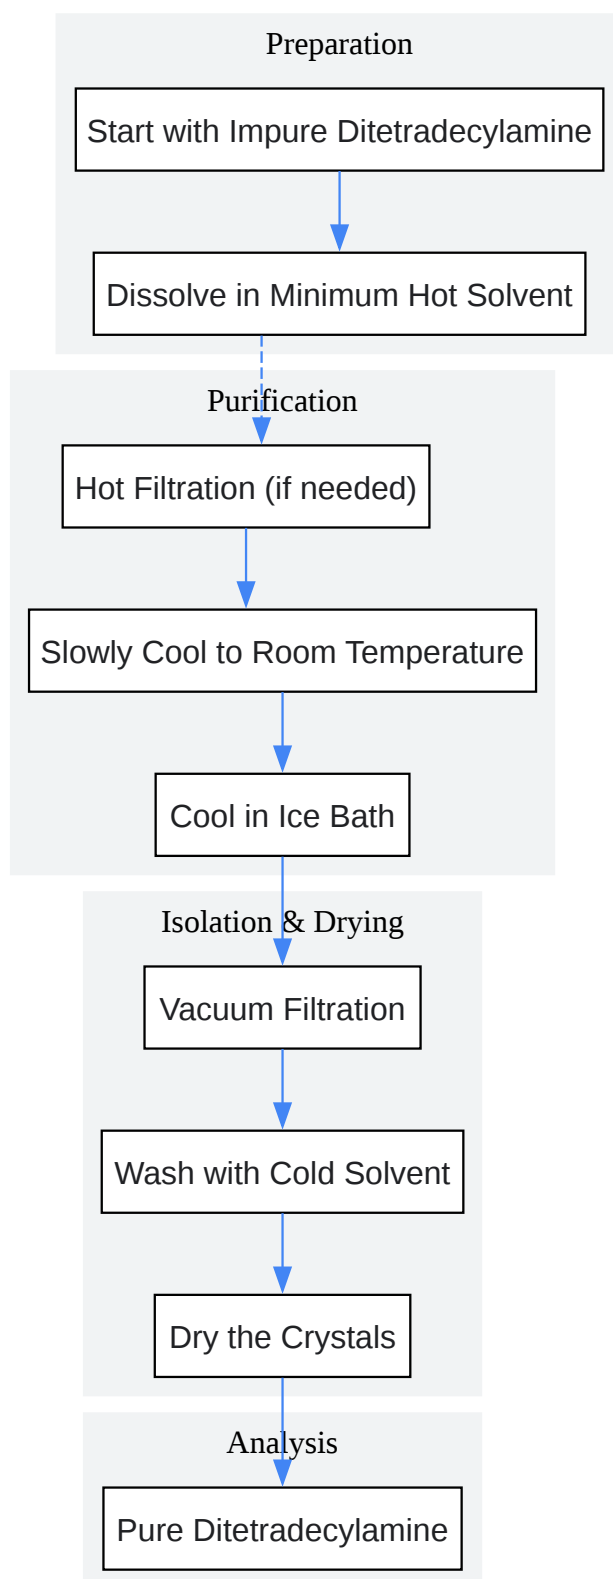 Preparation
Start with Impure Ditetradecylamine
Dissolve in Minimum Hot Solvent
Purification
Hot Filtration (if needed)
Slowly Cool to Room Temperature
Cool in Ice Bath
Isolation & Drying
Vacuum Filtration
Wash with Cold Solvent
Dry the Crystals
Analysis
Pure Ditetradecylamine